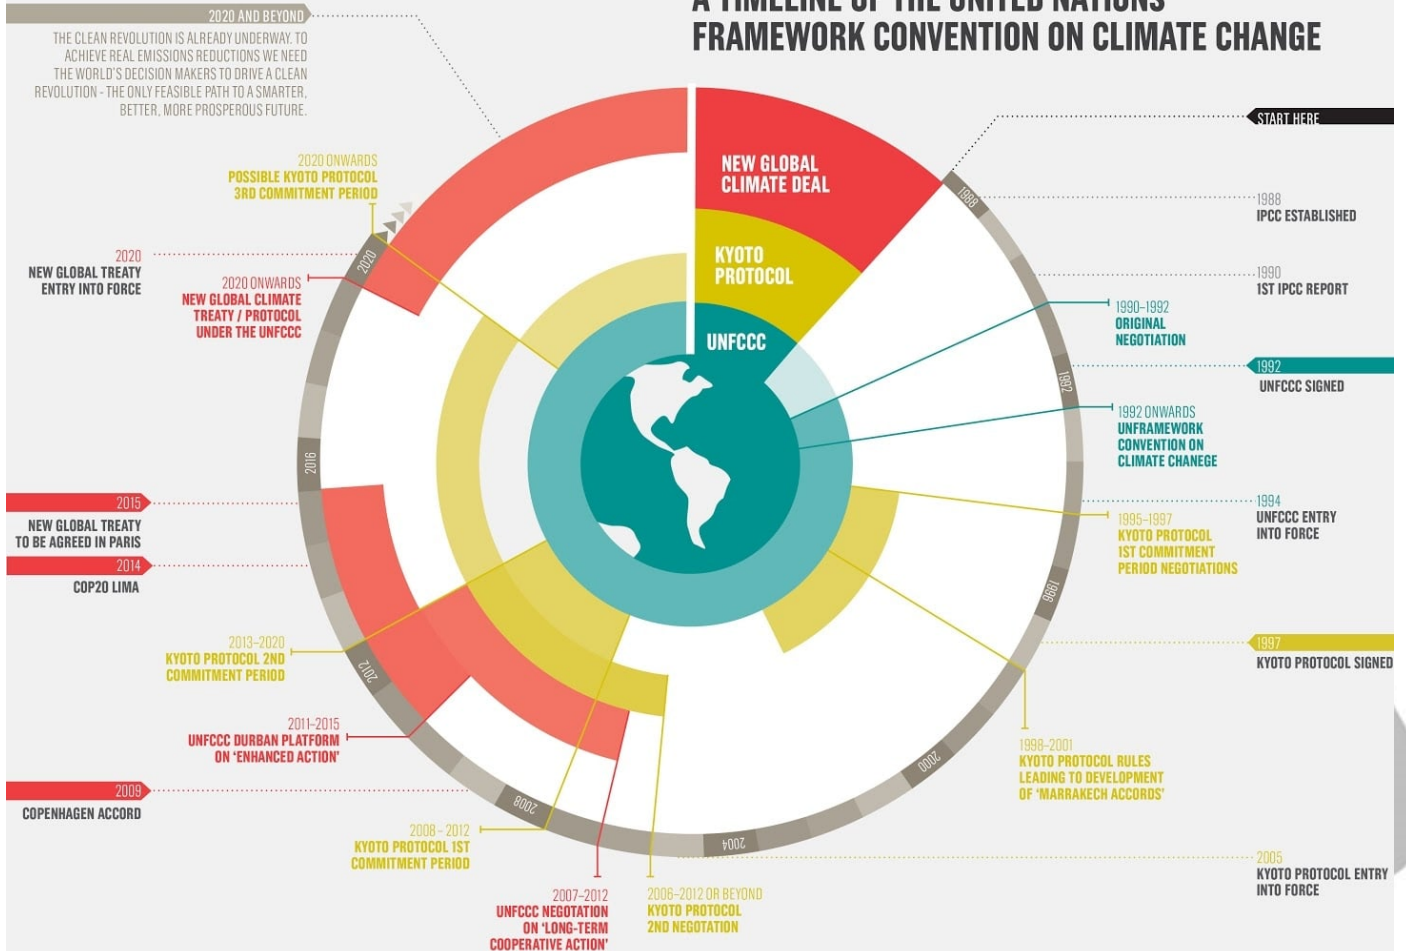 A TIMELINE OF THE UNITED NATIONS
FRAMEWORK CONVENTION ON CLIMATE CHANGE
2020 AND BEYOND
THE CLEAN REVOLUTION IS ALREADY UNDERWAY. TO
ACHIEVE REAL EMISSIONS REDUCTIONS WE NEED
THE WORLD'S DECISION MAKERS TO DRIVE A CLEAN
REVOLUTION - THE ONLY FEASIBLE PATH TO A SMARTER,
BETTER, MORE PROSPEROUS FUTURE.
START HERE
NEW GLOBAL
CLIMATE DEAL
KYOTO
PROTOCOL
UNFCCC
1988
1992
1996
2000
2004
2008
2012
2016
2020
1988
IPCC ESTABLISHED
1990
1ST IPCC REPORT
1990–1992
ORIGINAL
NEGOTIATION
1992
UNFCCC SIGNED
1992 ONWARDS
UNFRAMEWORK
CONVENTION ON
CLIMATE CHANEGE
1994
UNFCCC ENTRY
INTO FORCE
1995–1997
KYOTO PROTOCOL
1ST COMMITMENT
PERIOD NEGOTIATIONS
1997
KYOTO PROTOCOL SIGNED
1998–2001
KYOTO PROTOCOL RULES
LEADING TO DEVELOPMENT
OF 'MARRAKECH ACCORDS'
2005
KYOTO PROTOCOL ENTRY
INTO FORCE
2006–2012 OR BEYOND
KYOTO PROTOCOL
2ND NEGOTATION
2007–2012
UNFCCC NEGOTATION
ON 'LONG-TERM
COOPERATIVE ACTION'
2008 – 2012
KYOTO PROTOCOL 1ST
COMMITMENT PERIOD
2009
COPENHAGEN ACCORD
2011–2015
UNFCCC DURBAN PLATFORM
ON 'ENHANCED ACTION'
2013–2020
KYOTO PROTOCOL 2ND
COMMITMENT PERIOD
2014
COP20 LIMA
2015
NEW GLOBAL TREATY
TO BE AGREED IN PARIS
2020
NEW GLOBAL TREATY
ENTRY INTO FORCE
2020 ONWARDS
NEW GLOBAL CLIMATE
TREATY / PROTOCOL
UNDER THE UNFCCC
2020 ONWARDS
POSSIBLE KYOTO PROTOCOL
3RD COMMITMENT PERIOD